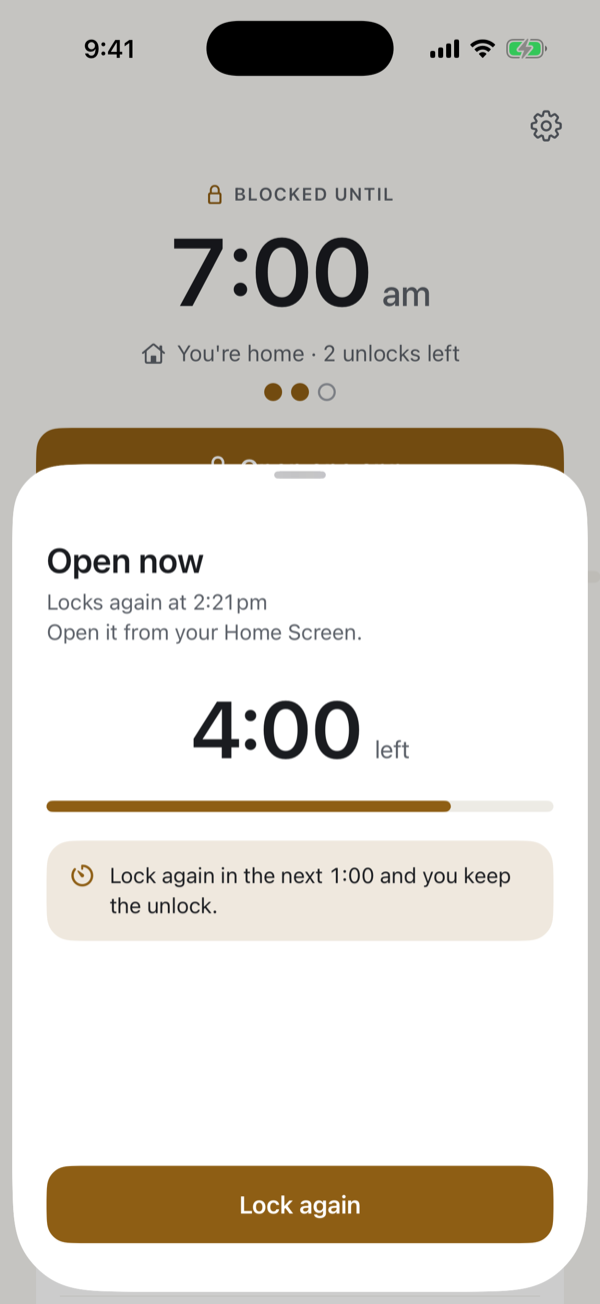 9:41
BLOCKED UNTIL
7:00 am
You're home · 2 unlocks left
Open now
Locks again at 2:21pm
Open it from your Home Screen.
4:00 left
Lock again in the next 1:00 and you keep
the unlock.
Lock again